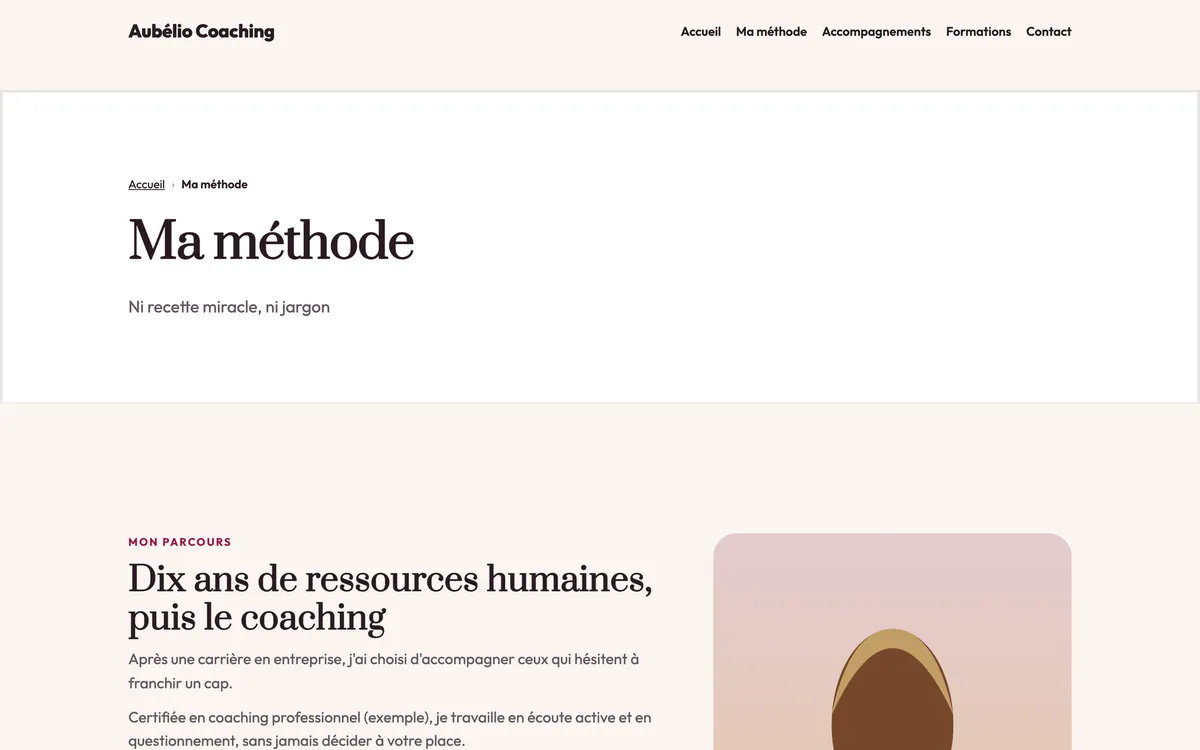 Aubélio Coaching
Accueil Ma méthode Accompagnements Formations Contact
Accueil › Ma méthode
Ma méthode
Ni recette miracle, ni jargon
MON PARCOURS
Dix ans de ressources humaines,
puis le coaching
Après une carrière en entreprise, j'ai choisi d'accompagner ceux qui hésitent à
franchir un cap.
Certifiée en coaching professionnel (exemple), je travaille en écoute active et en
questionnement, sans jamais décider à votre place.